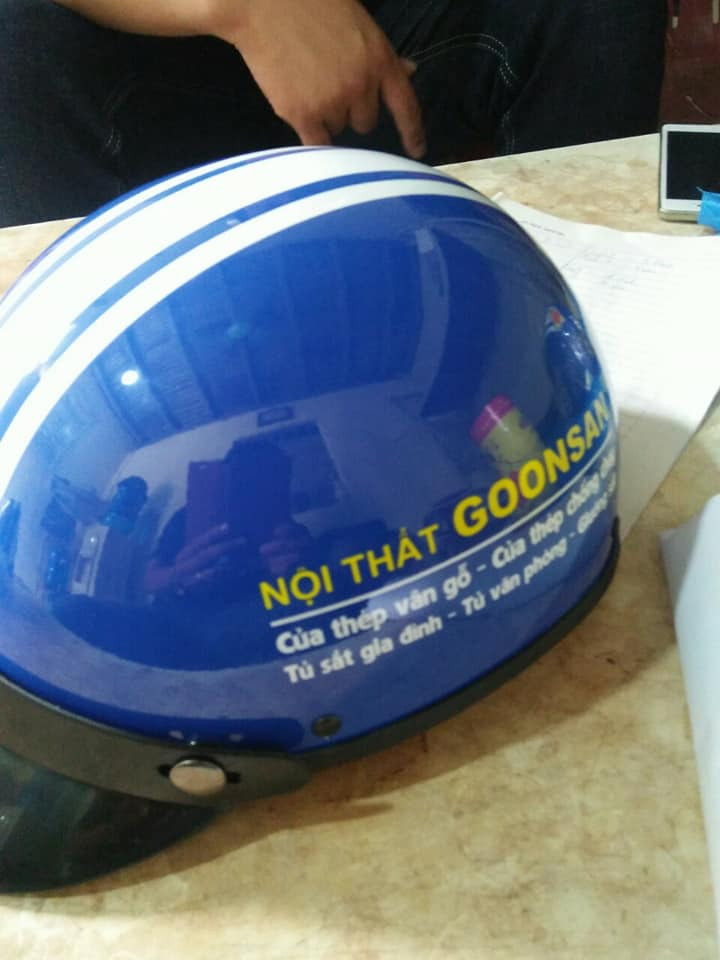 NỘI THẤT GOONSAN
Cửa thép vân gỗ - Cửa thép chống
Tủ sắt gia đình - Tủ văn phòng -